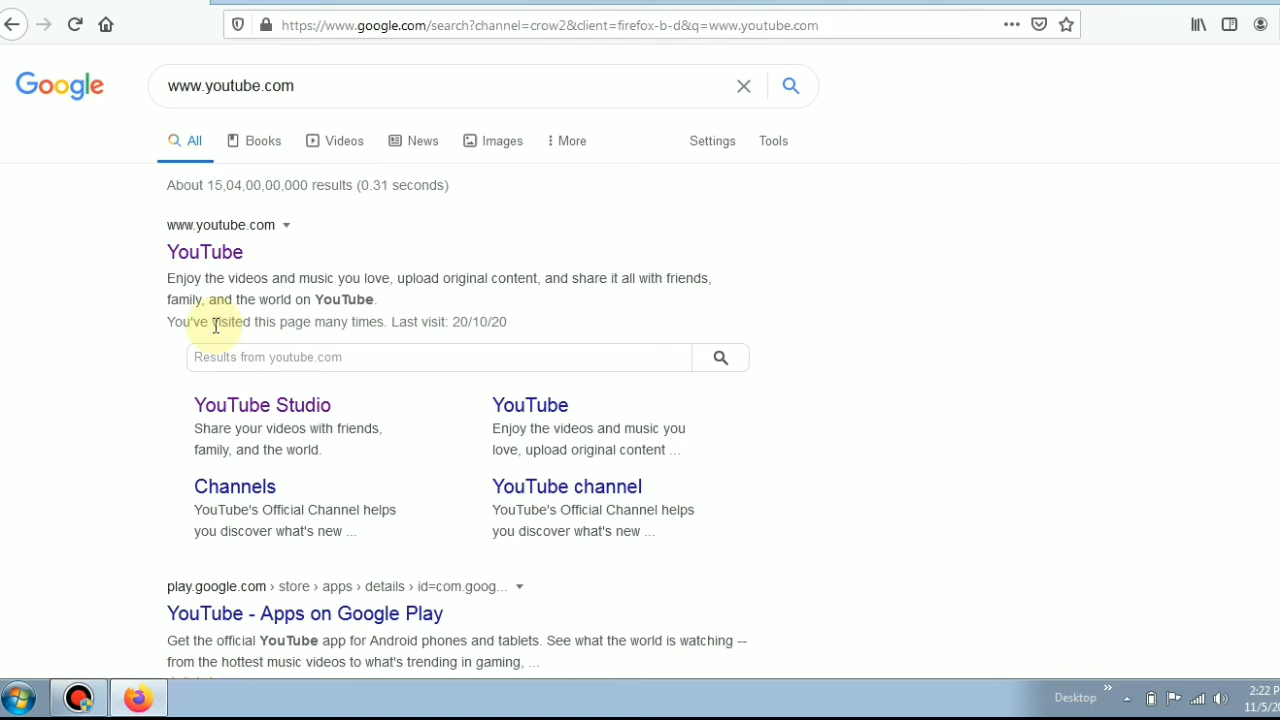 https://www.google.com/search?channel=crow2&client=firefox-b-d&q=www.youtube.com
Google
www.youtube.com
All Books Videos News Images More Settings Tools
About 15,04,00,00,000 results (0.31 seconds)
www.youtube.com
YouTube
Enjoy the videos and music you love, upload original content, and share it all with friends,
family, and the world on YouTube.
You've visited this page many times. Last visit: 20/10/20
Results from youtube.com
YouTube Studio
Share your videos with friends,
family, and the world.
YouTube
Enjoy the videos and music you
love, upload original content ...
Channels
YouTube's Official Channel helps
you discover what's new ...
YouTube channel
YouTube's Official Channel helps
you discover what's new ...
play.google.com › store › apps › details › id=com.goog...
YouTube - Apps on Google Play
Get the official YouTube app for Android phones and tablets. See what the world is watching --
from the hottest music videos to what's trending in gaming, ...
Desktop
2:22 P
11/5/20